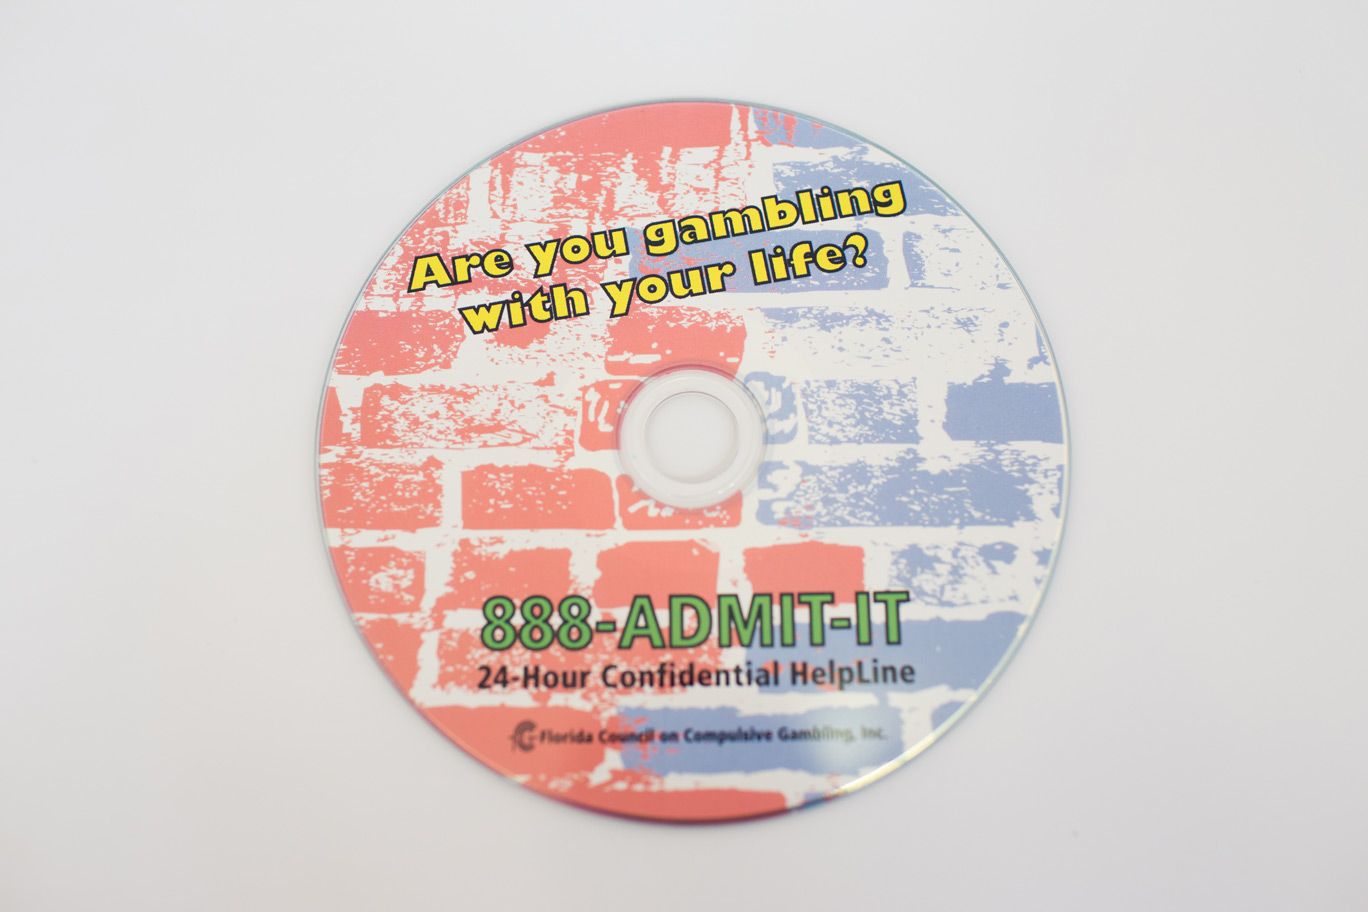 Are you gambling
with your life?
888-ADMIT-IT
24-Hour Confidential HelpLine
Florida Council on Compulsive Gambling, Inc.